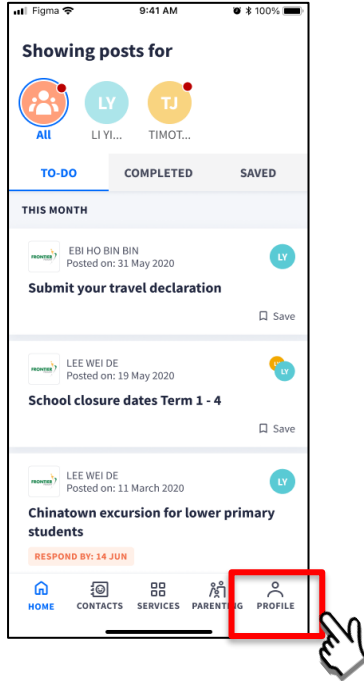 Figma 9:41 AM 100%
Showing posts for
LY TJ
All LI YI... TIMOT...
TO-DO COMPLETED SAVED
THIS MONTH
EBI HO BIN BIN
FRONTIER Posted on: 31 May 2020 LY
Submit your travel declaration
Save
LEE WEI DE
FRONTIER Posted on: 19 May 2020 LY
School closure dates Term 1 - 4
Save
LEE WEI DE
FRONTIER Posted on: 11 March 2020 LY
Chinatown excursion for lower primary
students
RESPOND BY: 14 JUN
HOME CONTACTS SERVICES PARENTING PROFILE